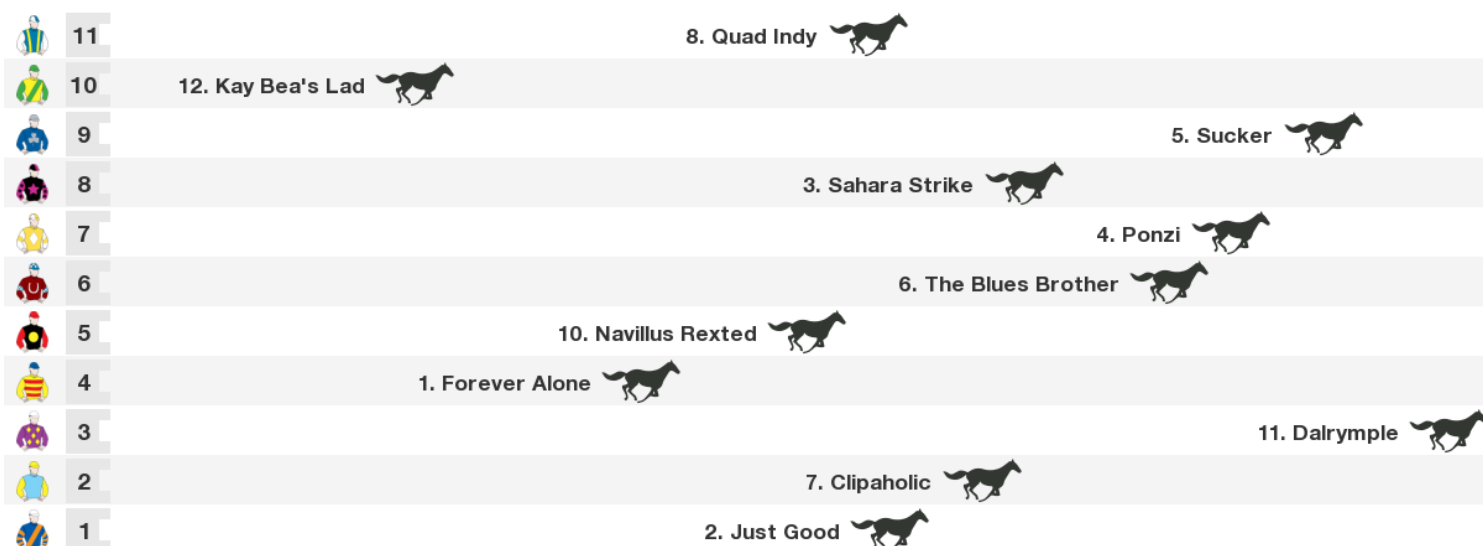 11 8. Quad Indy
10 12. Kay Bea's Lad
9 5. Sucker
8 3. Sahara Strike
7 4. Ponzi
6 6. The Blues Brother
5 10. Navillus Rexted
4 1. Forever Alone
3 11. Dalrymple
2 7. Clipaholic
1 2. Just Good